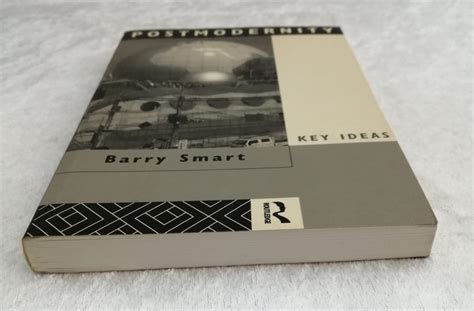 POSTMODERNITY
KEY IDEAS
Barry Smart
ROUTLEDGE